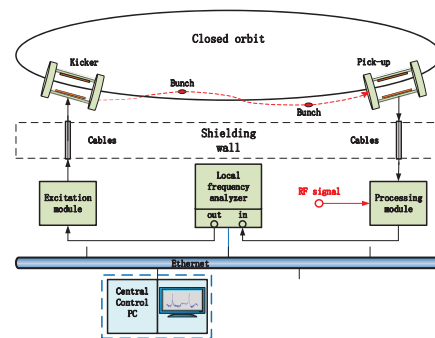 Closed orbit
Kicker
Pick-up
Bunch
Bunch
Cables
Shielding
wall
Cables
Excitation
module
Local
frequency
analyzer
out in
RF signal
Processing
module
Ethernet
Central
Control
PC